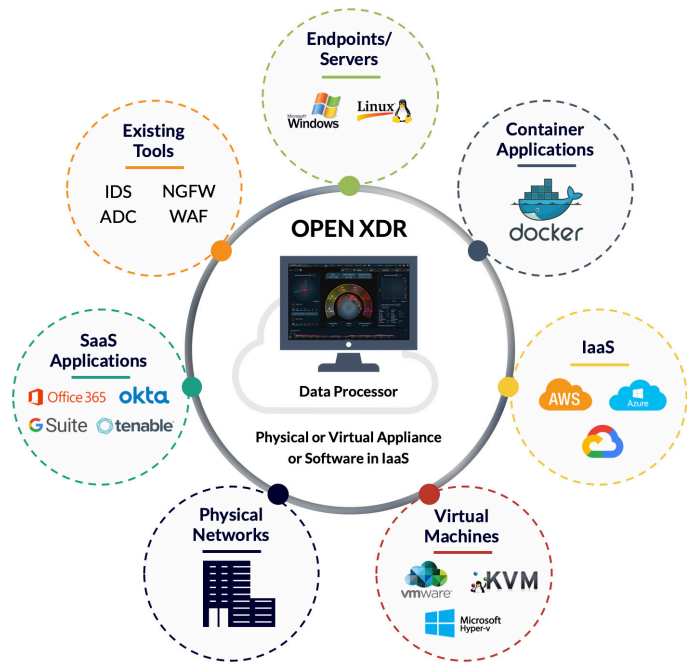 Endpoints/
Servers
Microsoft
Windows
Linux
Existing
Tools
IDS NGFW
ADC WAF
Container
Applications
docker
OPEN XDR
Data Processor
Physical or Virtual Appliance
or Software in IaaS
SaaS
Applications
Office 365 okta
G Suite tenable
IaaS
AWS
Azure
Physical
Networks
Virtual
Machines
vmware KVM
Microsoft
Hyper-v